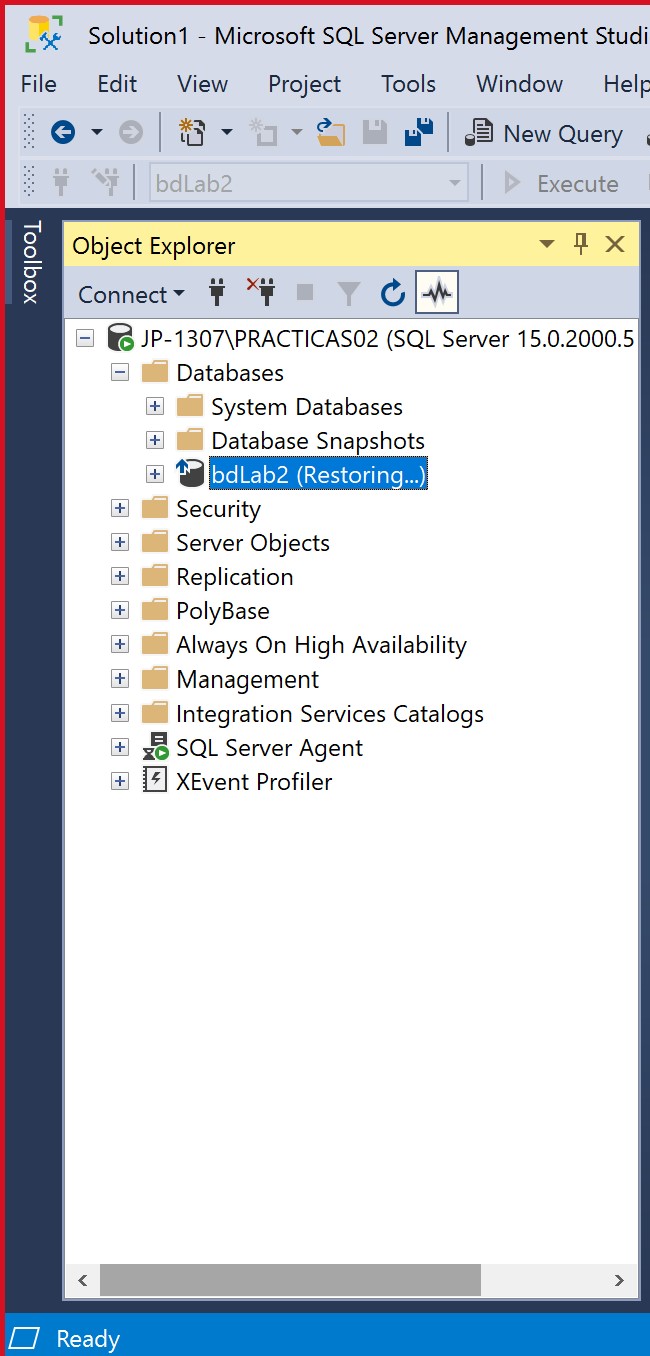 Solution1 - Microsoft SQL Server Management Studi
File Edit View Project Tools Window Help
New Query
bdLab2 Execute
Toolbox
Object Explorer
Connect
JP-1307\PRACTICAS02 (SQL Server 15.0.2000.5
Databases
System Databases
Database Snapshots
bdLab2 (Restoring...)
Security
Server Objects
Replication
PolyBase
Always On High Availability
Management
Integration Services Catalogs
SQL Server Agent
XEvent Profiler
Ready